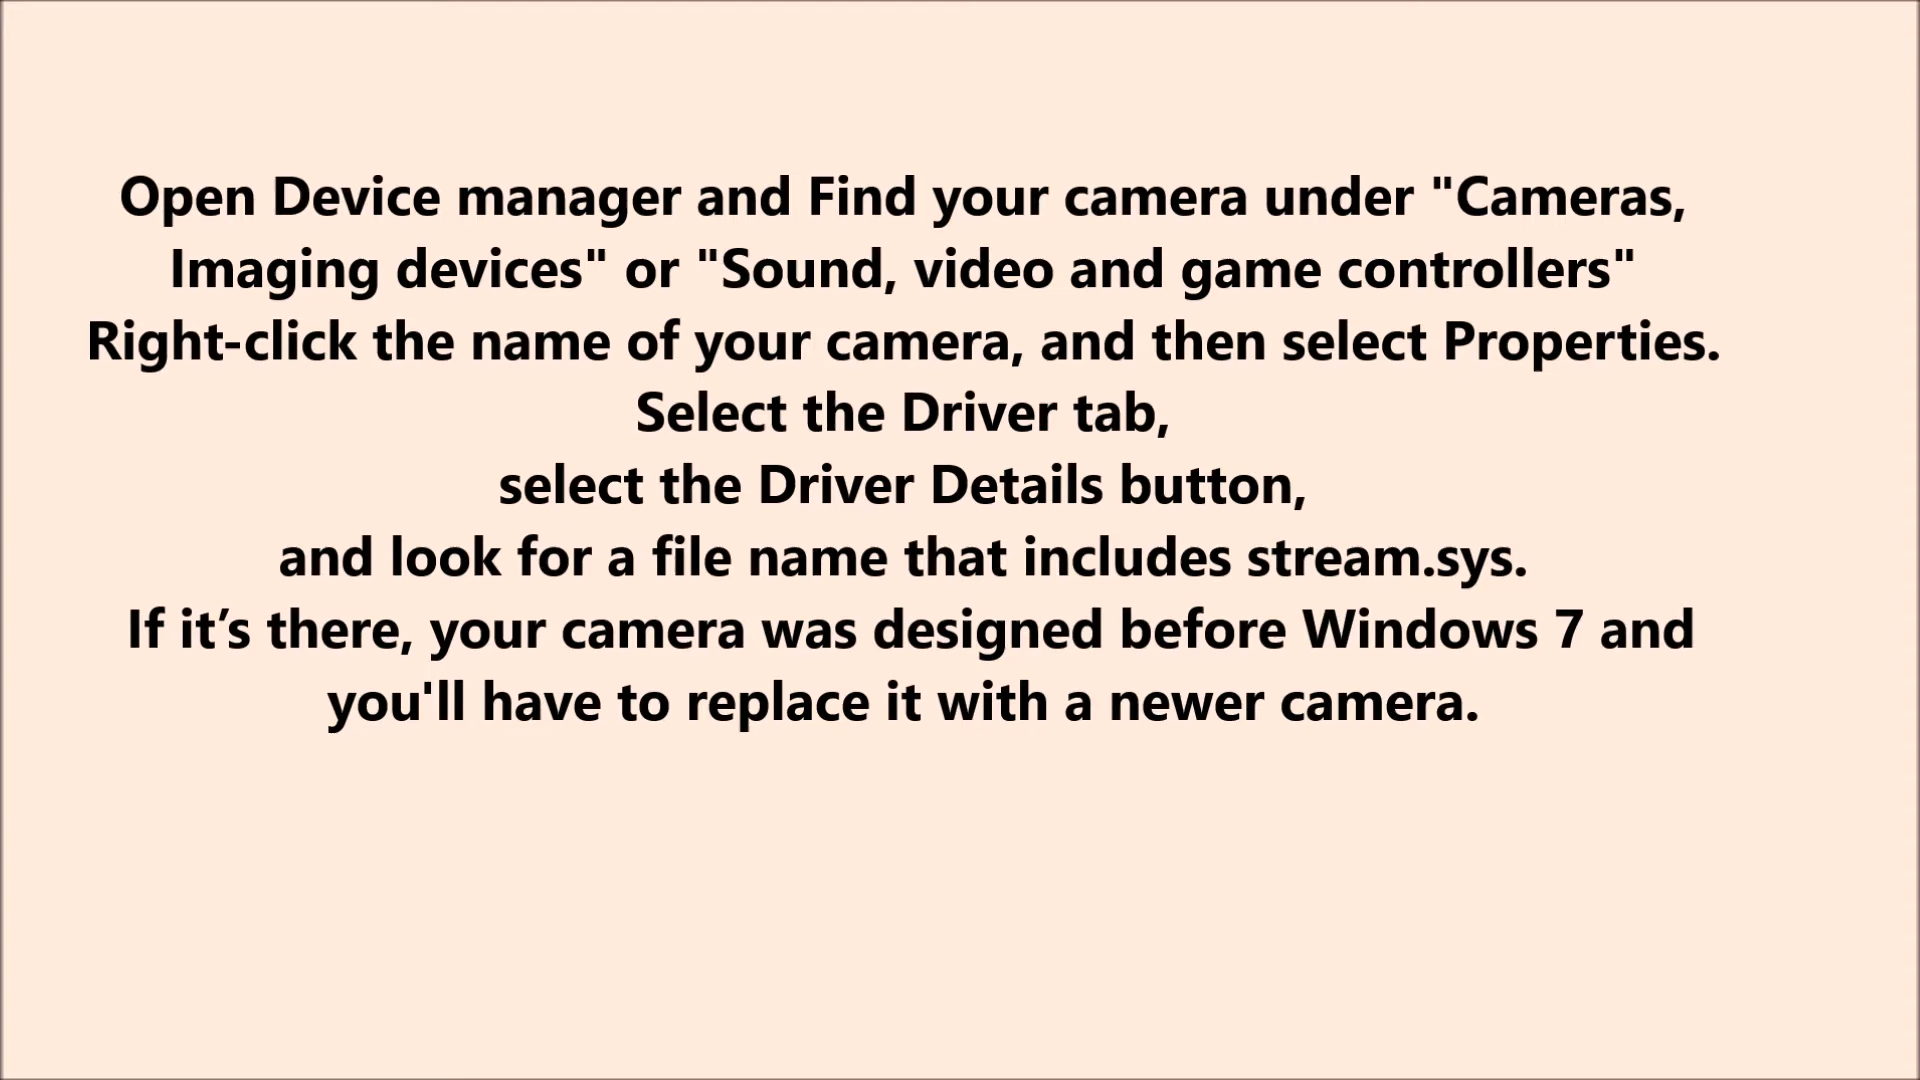 Open Device manager and Find your camera under "Cameras,
Imaging devices" or "Sound, video and game controllers"
Right-click the name of your camera, and then select Properties.
Select the Driver tab,
select the Driver Details button,
and look for a file name that includes stream.sys.
If it’s there, your camera was designed before Windows 7 and
you'll have to replace it with a newer camera.